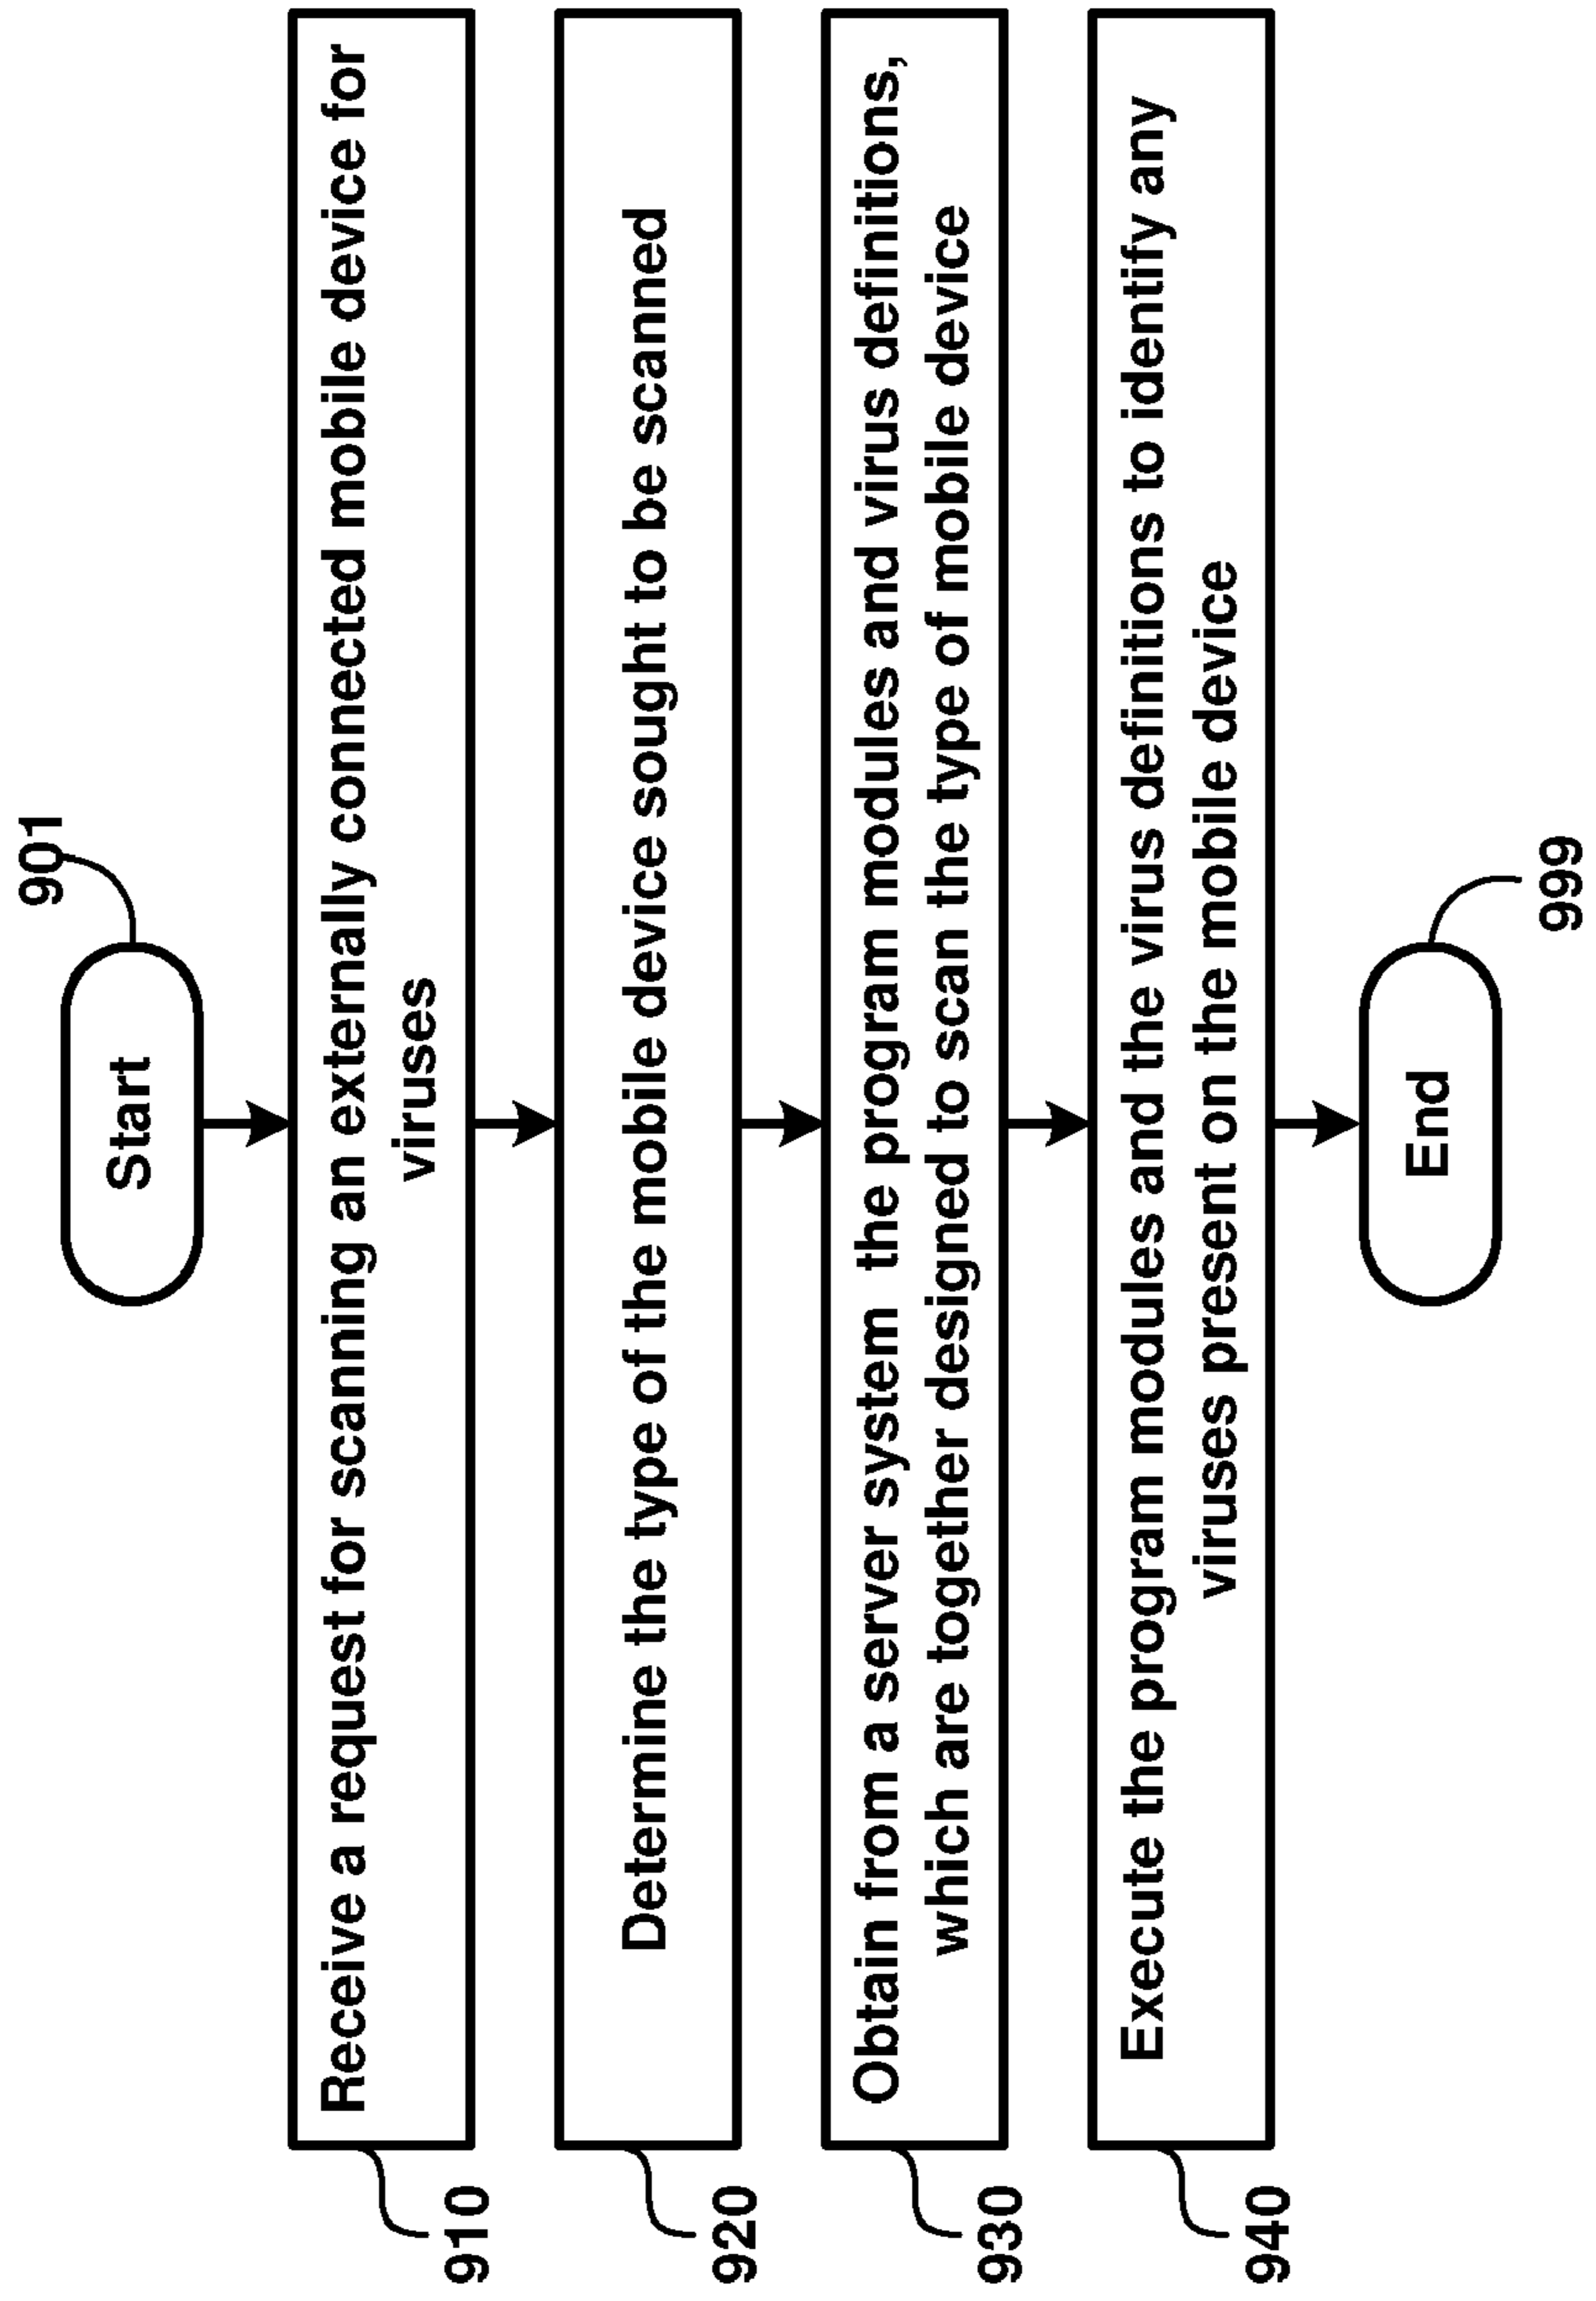 901
Start
910
Receive a request for scanning an externally connected mobile device for
viruses
920
Determine the type of the mobile device sought to be scanned
930
Obtain from a server system the program modules and virus definitions,
which are together designed to scan the type of mobile device
940
Execute the program modules and the virus definitions to identify any
viruses present on the mobile device
End
999